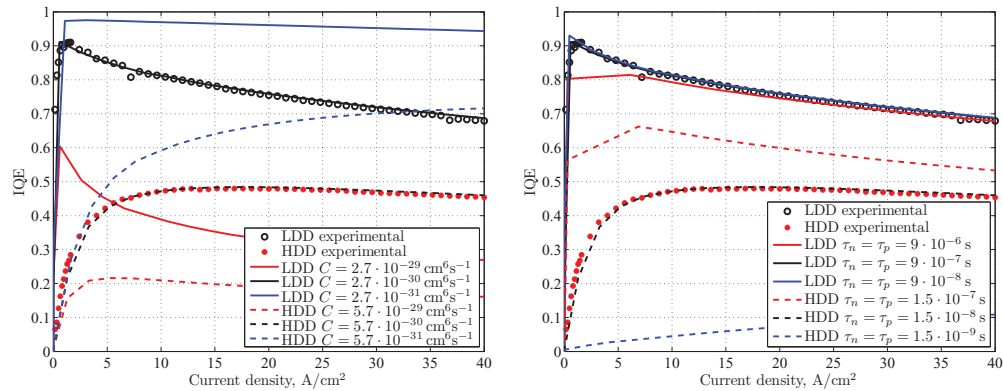 1
0.9
0.8
0.7
0.6
0.5
0.4
0.3
0.2
0.1
0
IQE
0 5 10 15 20 25 30 35 40
Current density, A/cm²
LDD experimental
HDD experimental
LDD C = 2.7 · 10⁻²⁹ cm⁶s⁻¹
LDD C = 2.7 · 10⁻³⁰ cm⁶s⁻¹
LDD C = 2.7 · 10⁻³¹ cm⁶s⁻¹
HDD C = 5.7 · 10⁻²⁹ cm⁶s⁻¹
HDD C = 5.7 · 10⁻³⁰ cm⁶s⁻¹
HDD C = 5.7 · 10⁻³¹ cm⁶s⁻¹
1
0.9
0.8
0.7
0.6
0.5
0.4
0.3
0.2
0.1
0
IQE
0 5 10 15 20 25 30 35 40
Current density, A/cm²
LDD experimental
HDD experimental
LDD τₙ = τₚ = 9 · 10⁻⁶ s
LDD τₙ = τₚ = 9 · 10⁻⁷ s
LDD τₙ = τₚ = 9 · 10⁻⁸ s
HDD τₙ = τₚ = 1.5 · 10⁻⁷ s
HDD τₙ = τₚ = 1.5 · 10⁻⁸ s
HDD τₙ = τₚ = 1.5 · 10⁻⁹ s